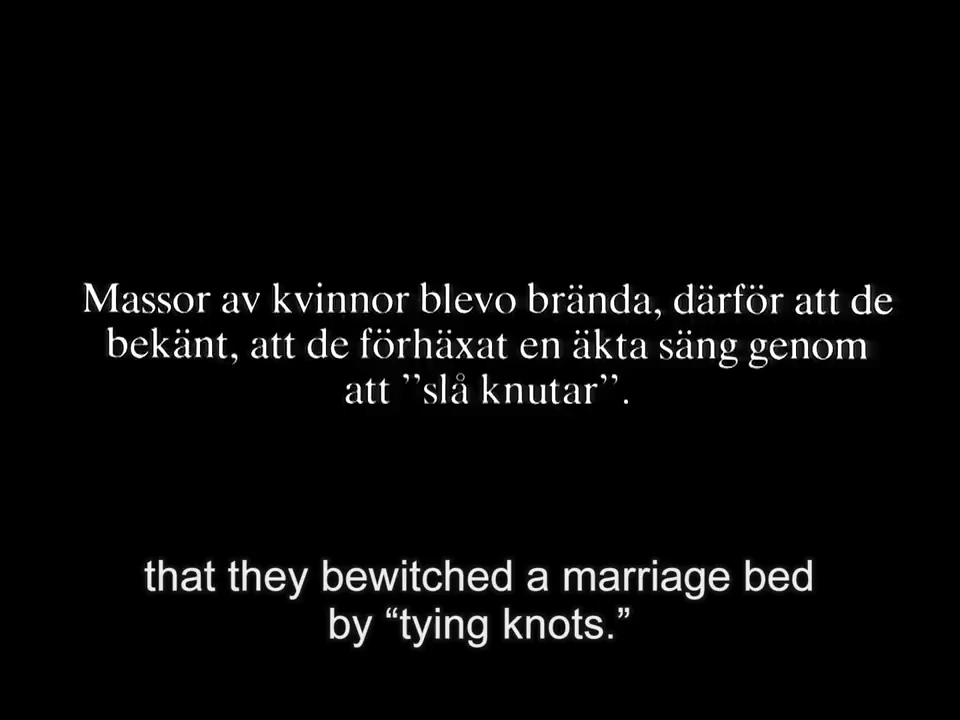 Massor av kvinnor blevo brända, därför att de
bekänt, att de förhäxat en äkta säng genom
att ”slå knutar”.
that they bewitched a marriage bed
by “tying knots.”